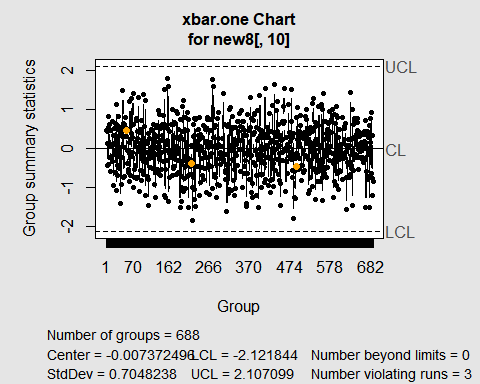 xbar.one Chart
for new8[, 10]
Group summary statistics
2
1
0
-1
-2
UCL
CL
LCL
1 70 162 266 370 474 578 682
Group
Number of groups = 688
Center = -0.007372496 LCL = -2.121844 Number beyond limits = 0
StdDev = 0.7048238 UCL = 2.107099 Number violating runs = 3